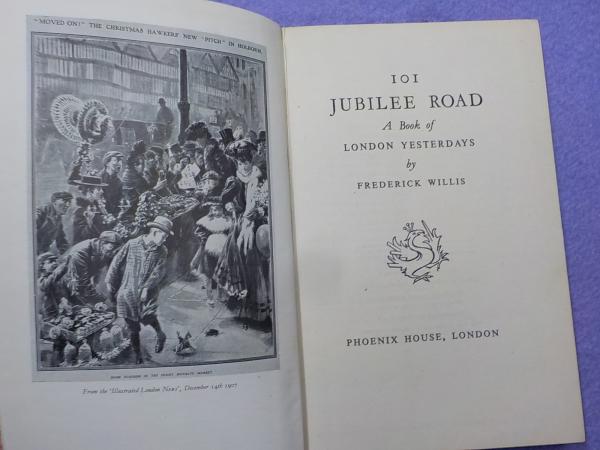 "MOVED ON!" THE CHRISTMAS HAWKERS' NEW "PITCH" IN HOLBORN.
From the 'Illustrated London News', December 14th 1907
101
JUBILEE ROAD
A Book of
LONDON YESTERDAYS
by
FREDERICK WILLIS
PHOENIX HOUSE, LONDON